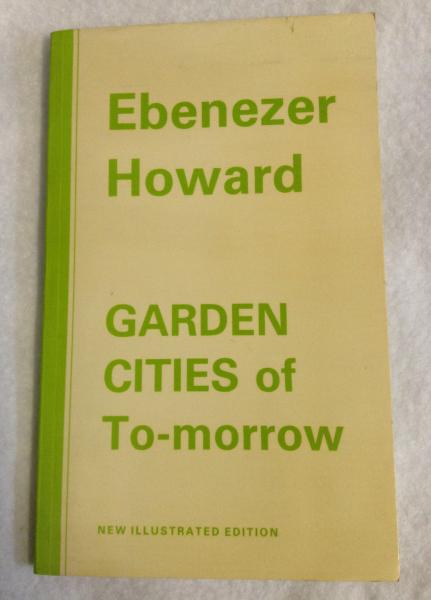 Ebenezer
Howard
GARDEN
CITIES of
To-morrow
NEW ILLUSTRATED EDITION